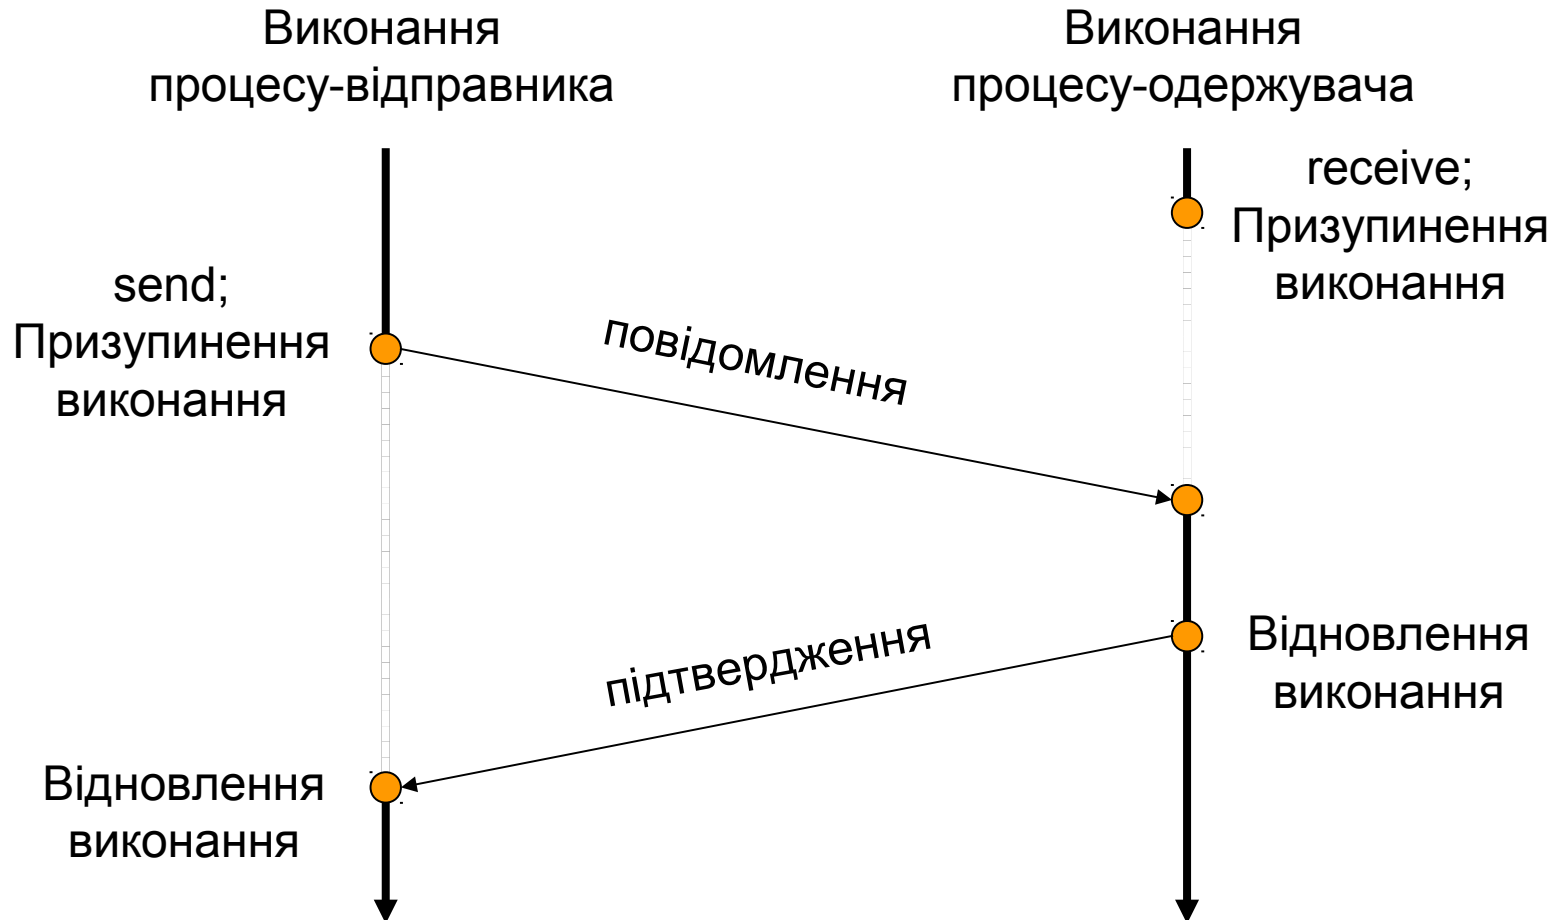 Виконання
процесу-відправника
Виконання
процесу-одержувача
receive;
Призупинення
виконання
send;
Призупинення
виконання
повідомлення
підтвердження
Відновлення
виконання
Відновлення
виконання